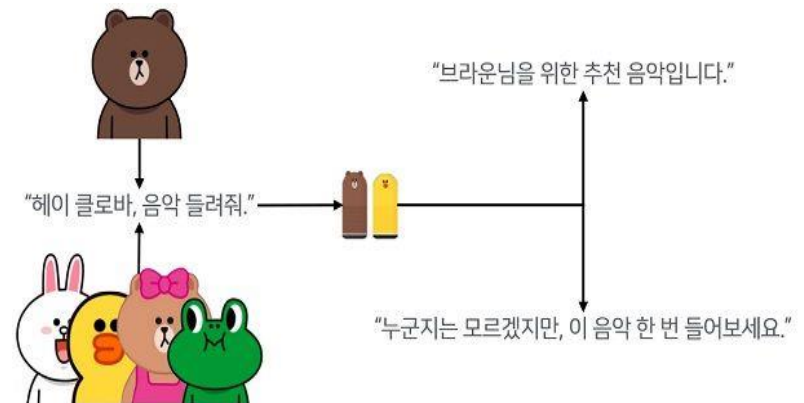 “브라운님을 위한 추천 음악입니다.”
“헤이 클로바, 음악 들려줘.”
“누군지는 모르겠지만, 이 음악 한 번 들어보세요.”